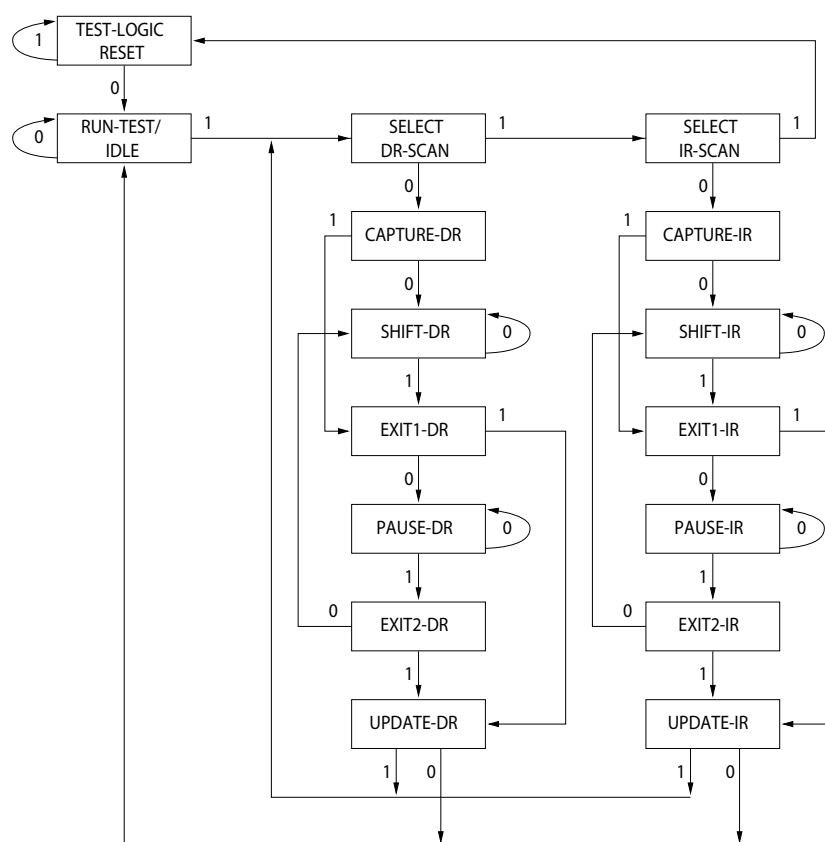 TEST-LOGIC
RESET
1
0
RUN-TEST/
IDLE
0
1
SELECT
DR-SCAN
1
SELECT
IR-SCAN
1
0
0
1
CAPTURE-DR
1
CAPTURE-IR
0
0
SHIFT-DR
0
SHIFT-IR
0
1
1
EXIT1-DR
1
EXIT1-IR
1
0
0
PAUSE-DR
0
PAUSE-IR
0
1
1
0
EXIT2-DR
0
EXIT2-IR
1
1
UPDATE-DR
UPDATE-IR
1
0
1
0